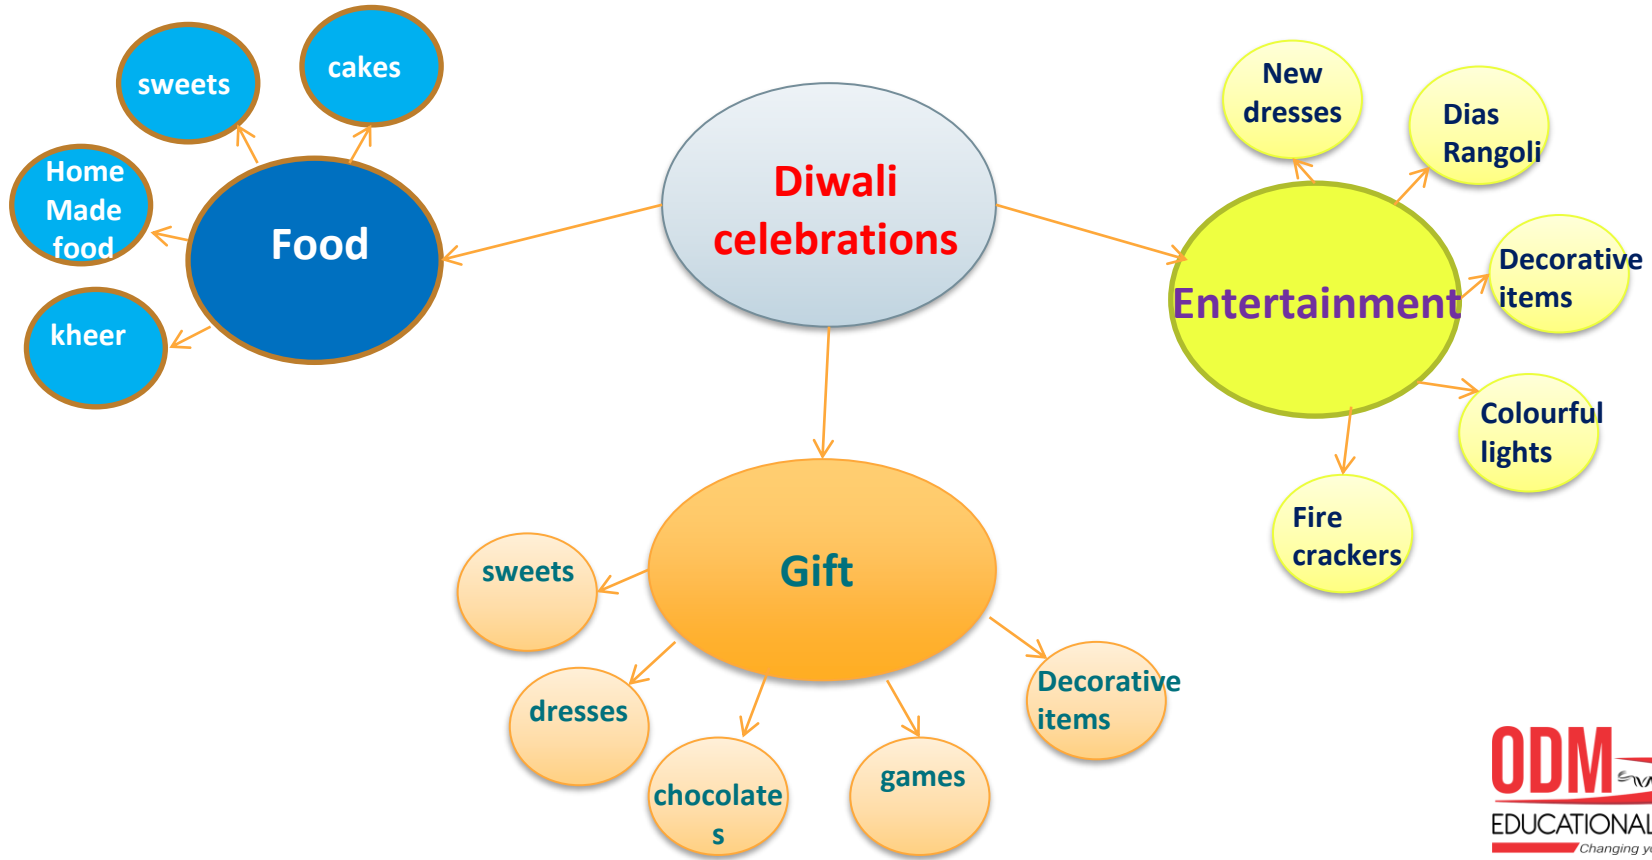 Diwali
celebrations
Food
cakes
sweets
Home
Made
food
kheer
Entertainment
New
dresses
Dias
Rangoli
Decorative
items
Colourful
lights
Fire
crackers
Gift
sweets
dresses
chocolate
s
games
Decorative
items
ODM
EDUCATIONAL
Changing